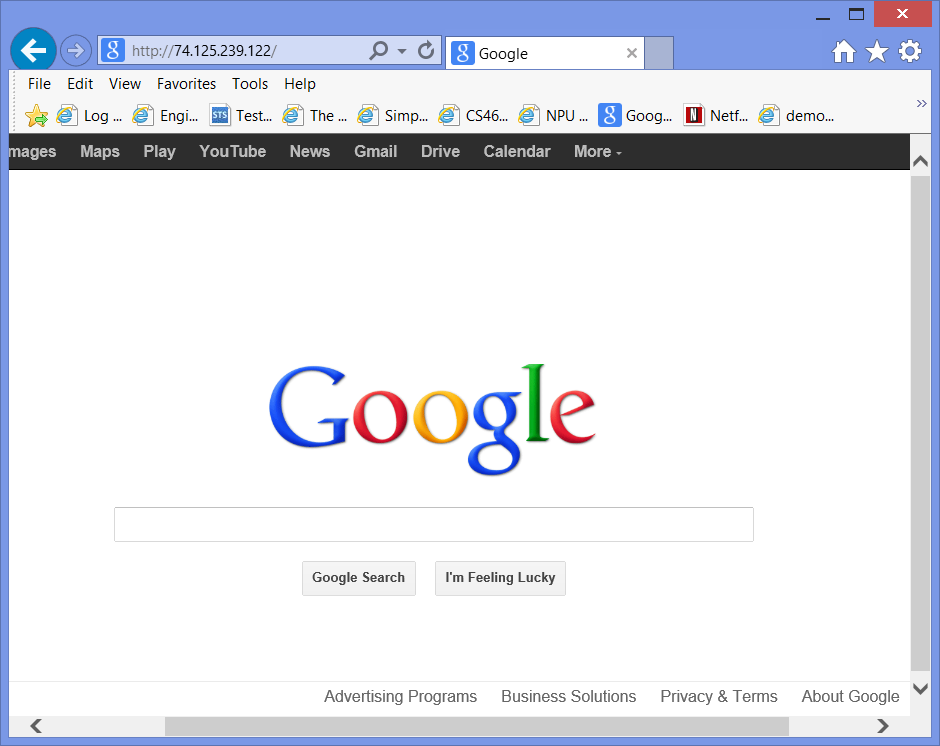 http://74.125.239.122/ Google
File Edit View Favorites Tools Help
Log ... Engi... STS Test... The ... Simp... CS46... NPU ... Goog... N Netf... demo...
mages Maps Play YouTube News Gmail Drive Calendar More
Google
Google Search I'm Feeling Lucky
Advertising Programs Business Solutions Privacy & Terms About Google